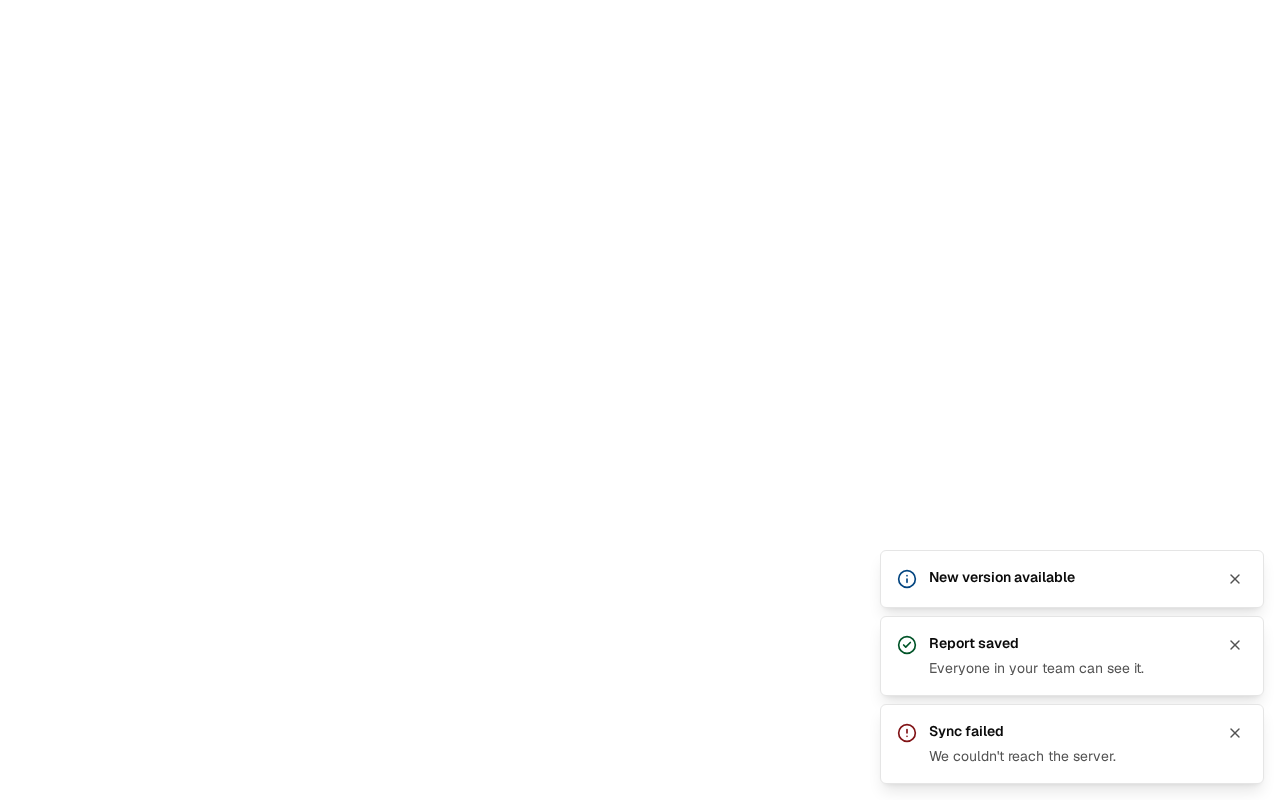 New version available
Report saved
Everyone in your team can see it.
Sync failed
We couldn't reach the server.